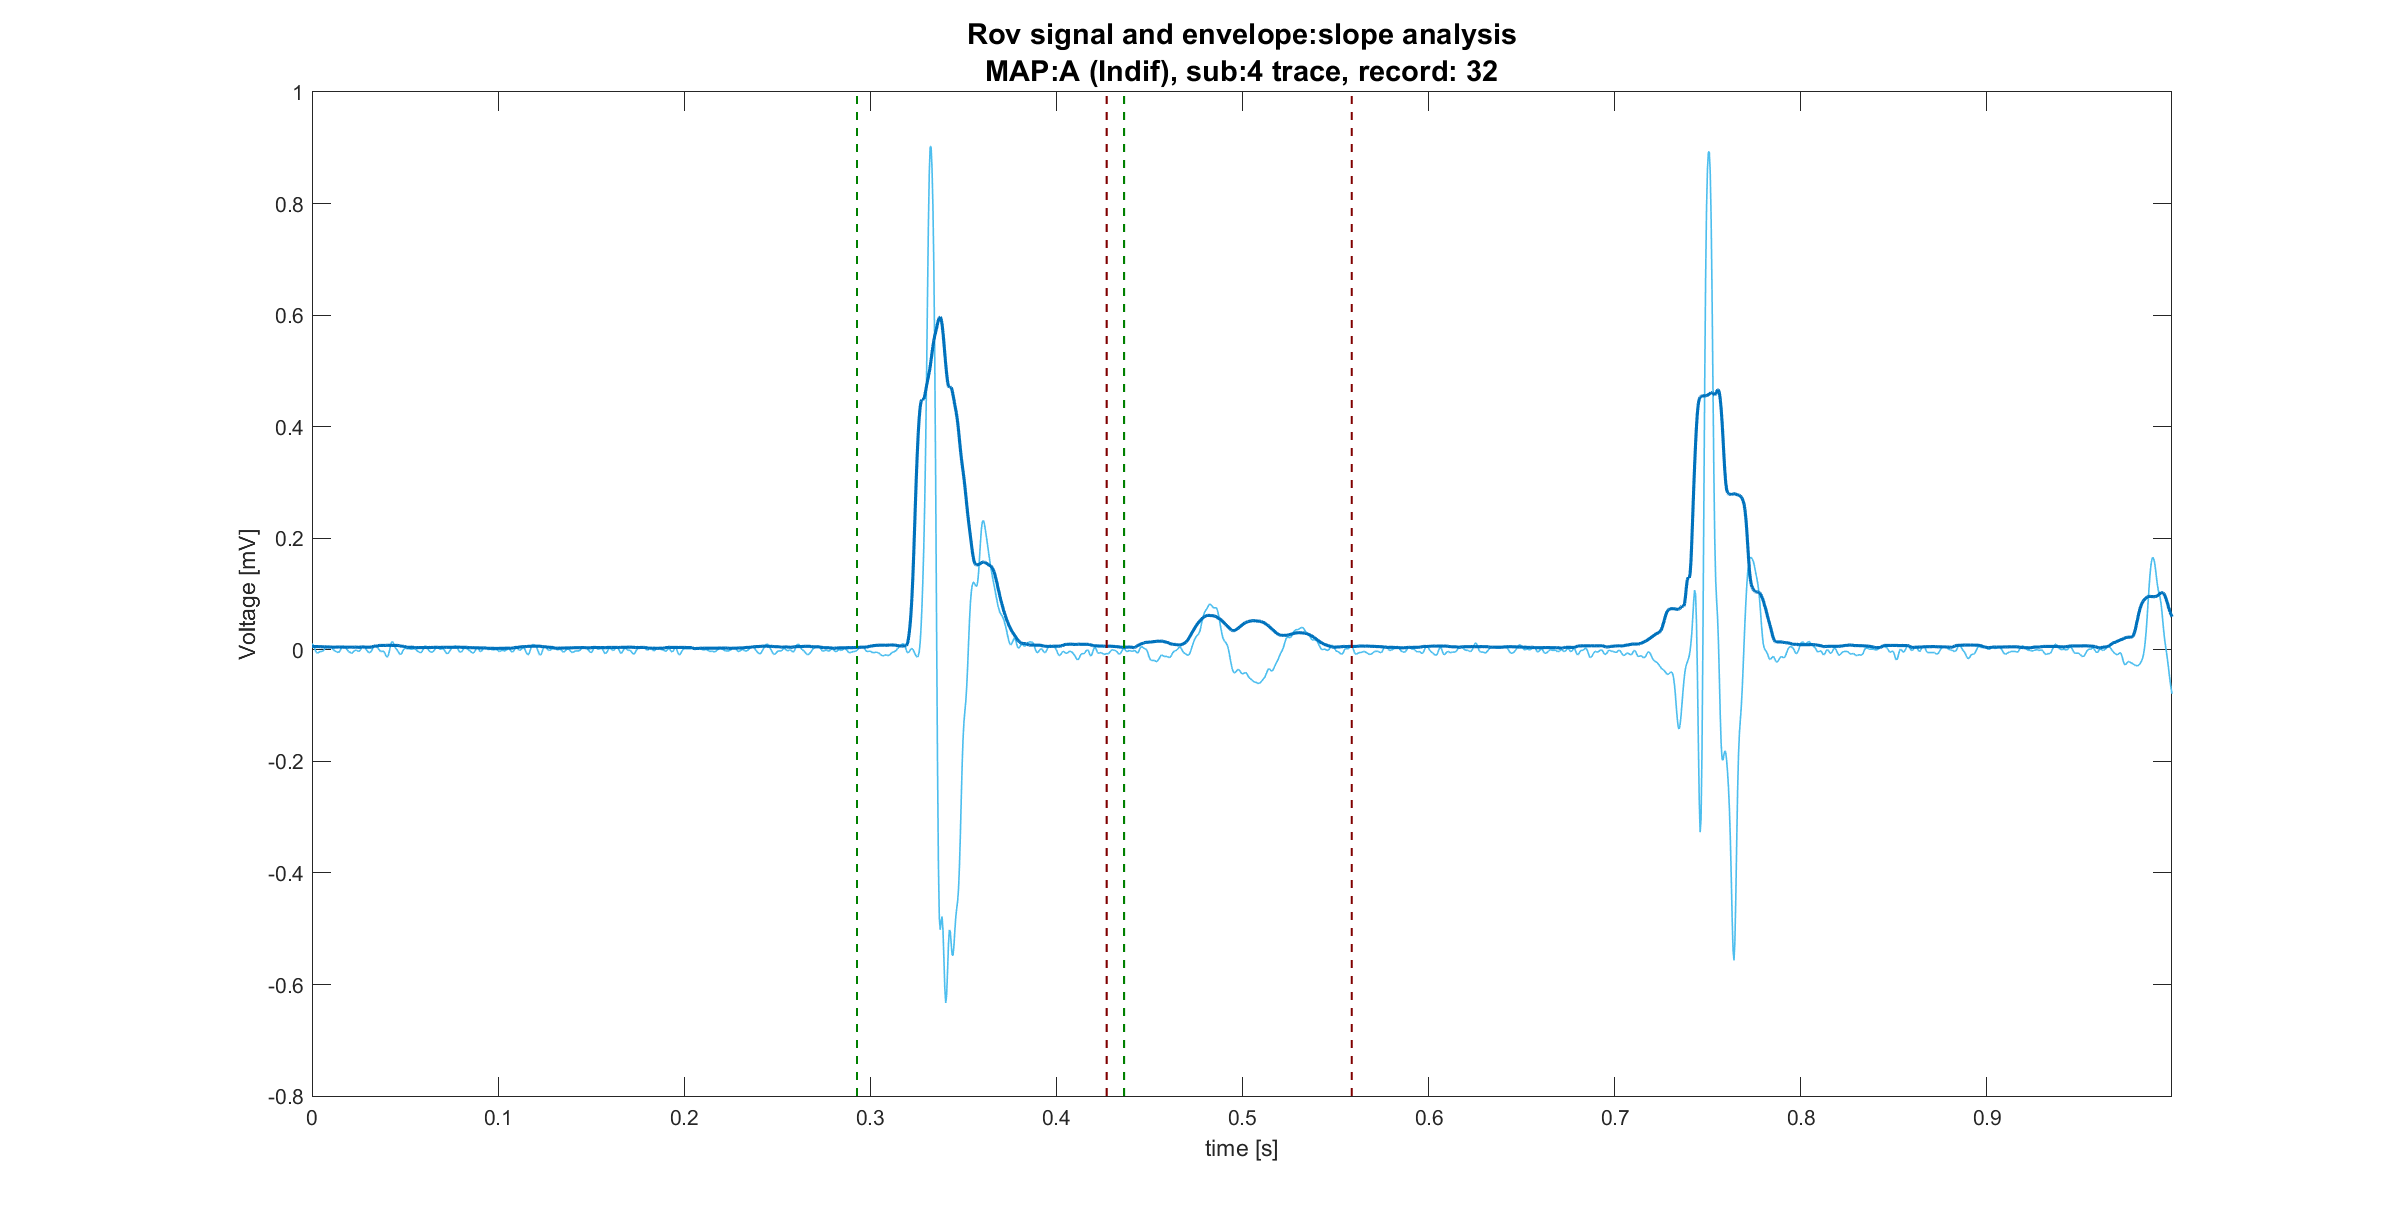 Rov signal and envelope:slope analysis
MAP:A (Indif), sub:4 trace, record: 32
1
0.8
0.6
0.4
0.2
0
-0.2
-0.4
-0.6
-0.8
Voltage [mV]
0 0.1 0.2 0.3 0.4 0.5 0.6 0.7 0.8 0.9
time [s]